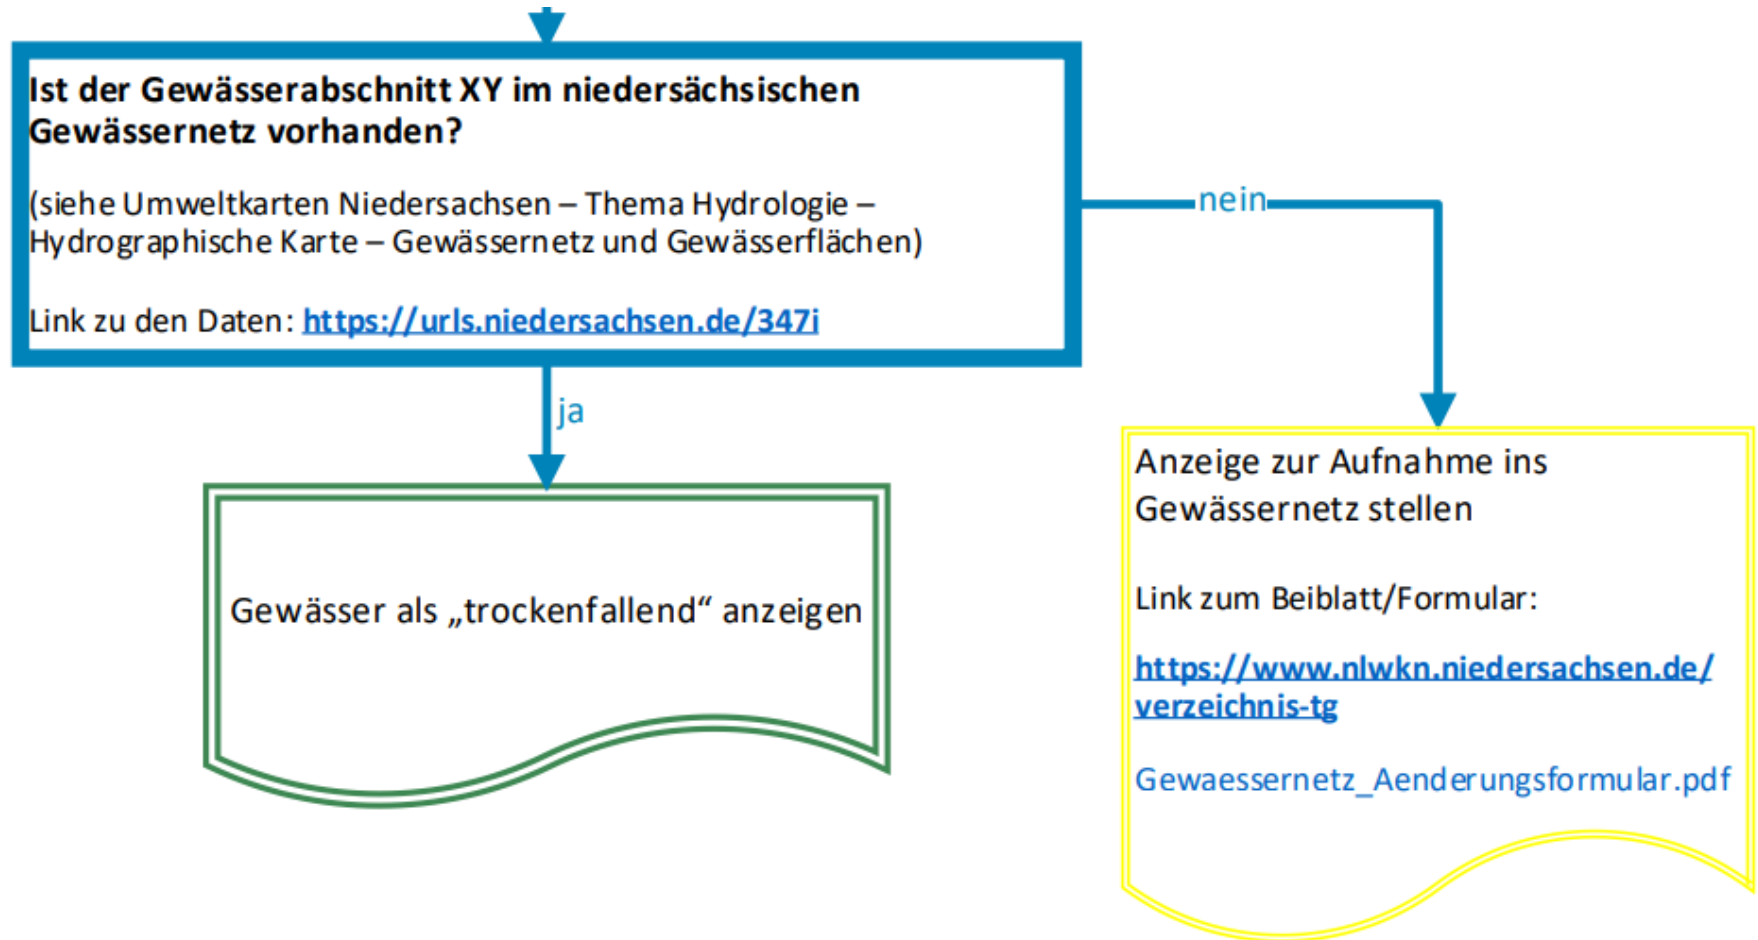 Ist der Gewässerabschnitt XY im niedersächsischen
Gewässernetz vorhanden?
(siehe Umweltkarten Niedersachsen – Thema Hydrologie –
Hydrographische Karte – Gewässernetz und Gewässerflächen)
Link zu den Daten: https://urls.niedersachsen.de/347i
nein
ja
Gewässer als „trockenfallend“ anzeigen
Anzeige zur Aufnahme ins
Gewässernetz stellen
Link zum Beiblatt/Formular:
https://www.nlwkn.niedersachsen.de/
verzeichnis-tg
Gewaessernetz_Aenderungsformular.pdf